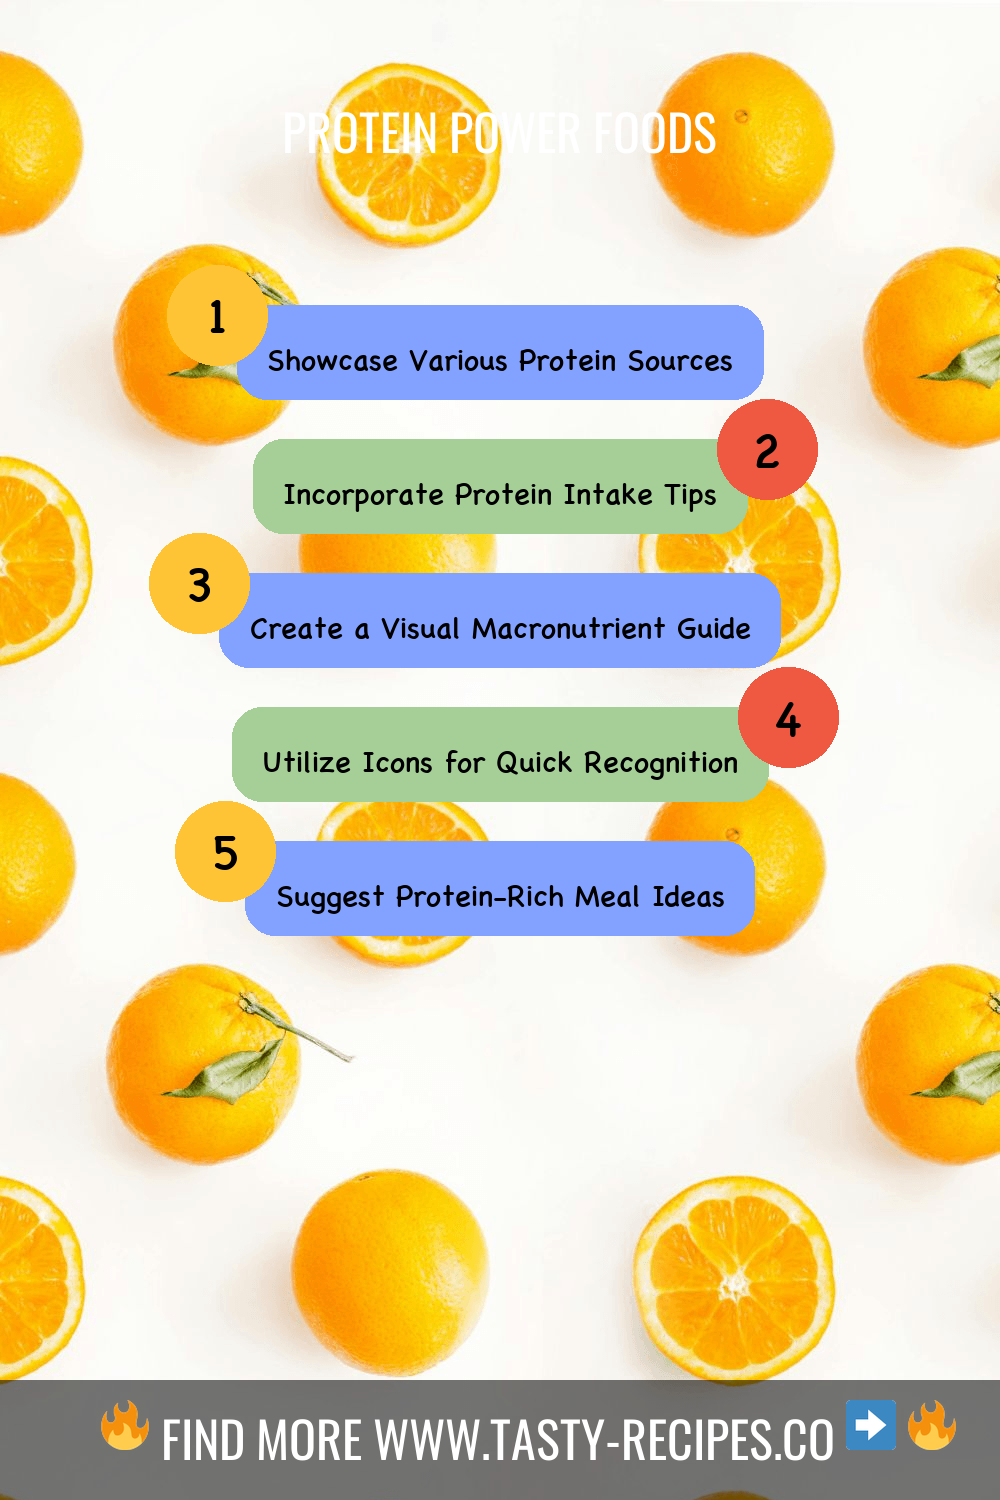 PROTEIN POWER FOODS
1
Showcase Various Protein Sources
2
Incorporate Protein Intake Tips
3
Create a Visual Macronutrient Guide
4
Utilize Icons for Quick Recognition
5
Suggest Protein-Rich Meal Ideas
🔥 FIND MORE WWW.TASTY-RECIPES.CO ➡️ 🔥